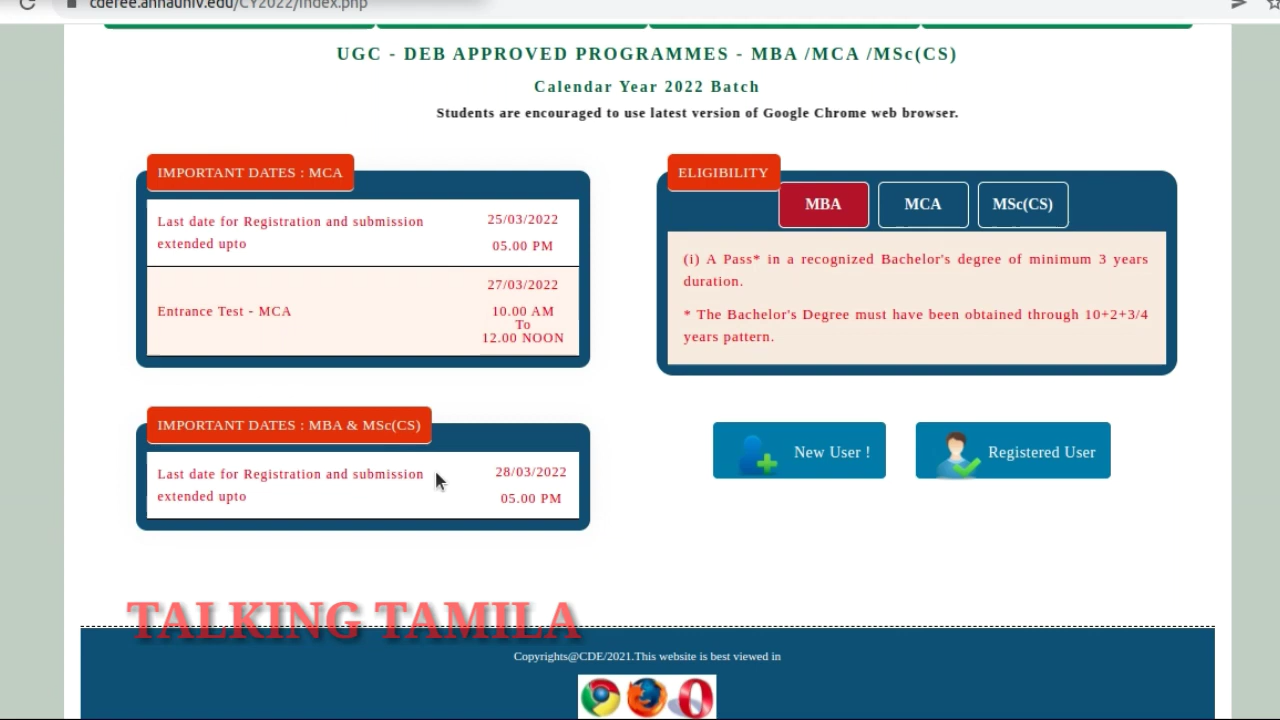 cdefee.annauniv.edu/CY2022/index.php
UGC - DEB APPROVED PROGRAMMES - MBA /MCA /MSc(CS)
Calendar Year 2022 Batch
Students are encouraged to use latest version of Google Chrome web browser.
IMPORTANT DATES : MCA
Last date for Registration and submission
extended upto
25/03/2022
05.00 PM
Entrance Test - MCA
27/03/2022
10.00 AM
To
12.00 NOON
ELIGIBILITY
MBA
MCA
MSc(CS)
(i) A Pass* in a recognized Bachelor's degree of minimum 3 years
duration.
* The Bachelor's Degree must have been obtained through 10+2+3/4
years pattern.
IMPORTANT DATES : MBA & MSc(CS)
Last date for Registration and submission
extended upto
28/03/2022
05.00 PM
New User !
Registered User
TALKING TAMILA
Copyrights@CDE/2021.This website is best viewed in